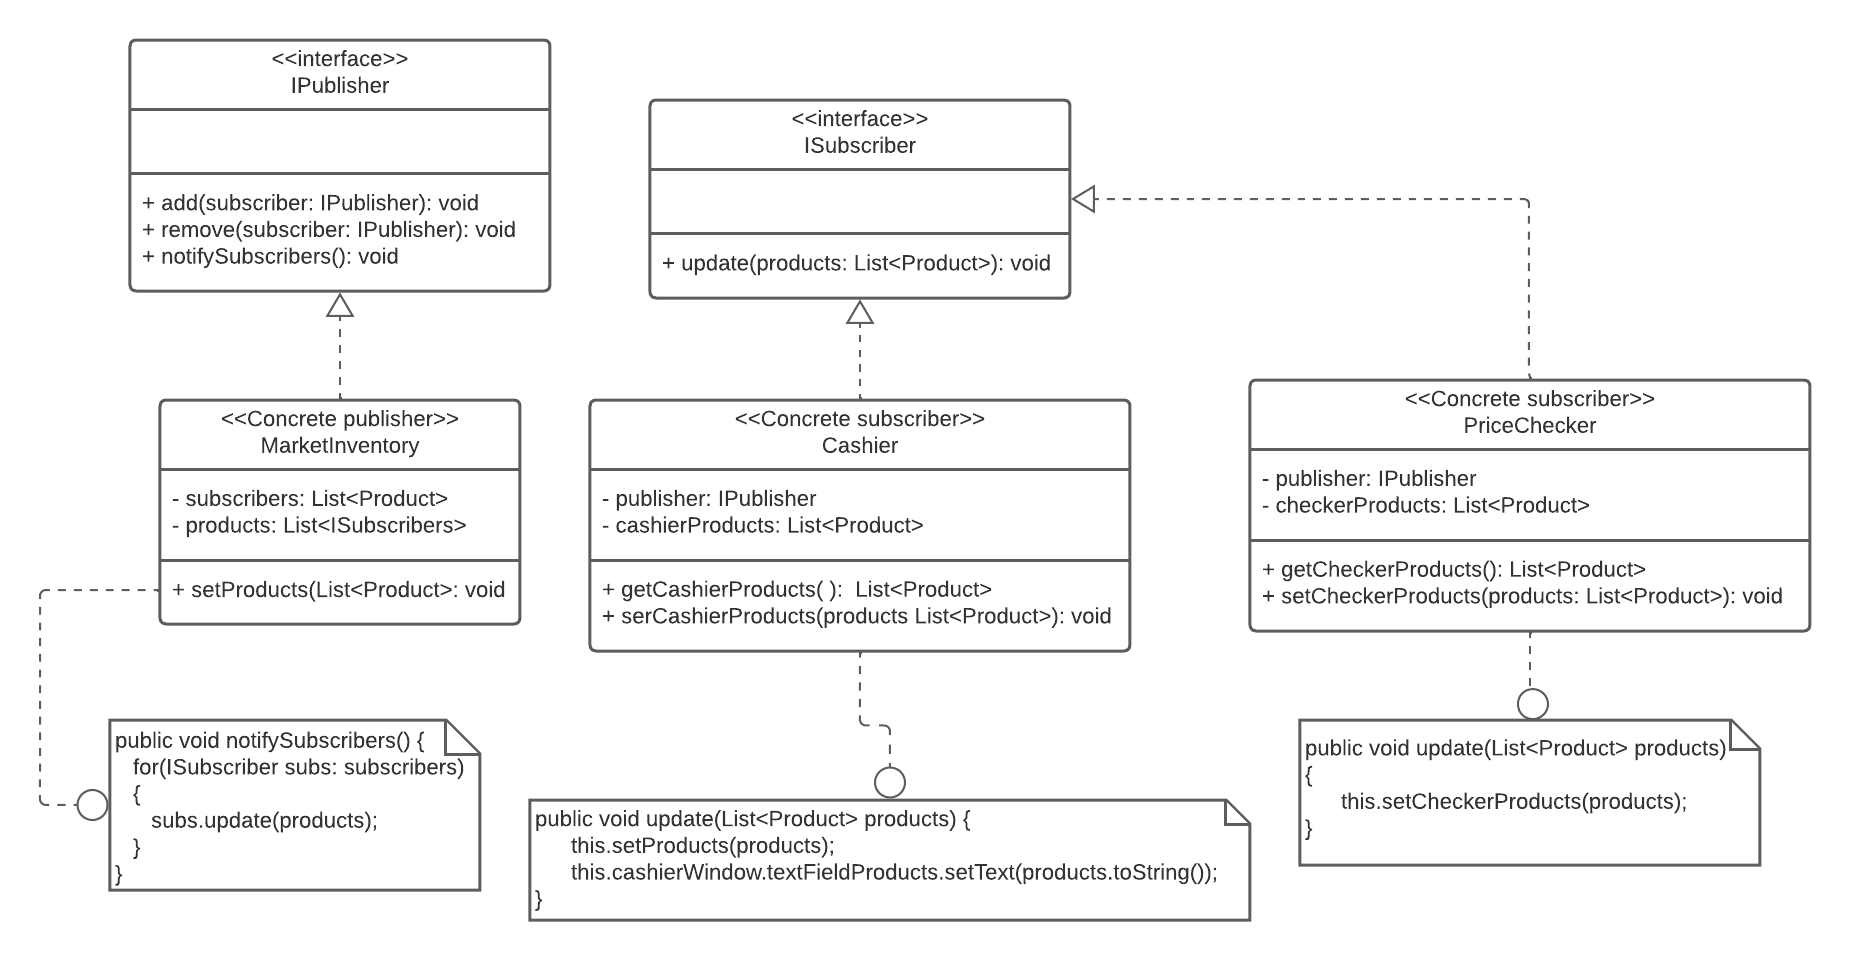 <<interface>>
IPublisher
+ add(subscriber: IPublisher): void
+ remove(subscriber: IPublisher): void
+ notifySubscribers(): void
<<interface>>
ISubscriber
+ update(products: List<Product>): void
<<Concrete publisher>>
MarketInventory
- subscribers: List<Product>
- products: List<ISubscribers>
+ setProducts(List<Product>: void
<<Concrete subscriber>>
Cashier
- publisher: IPublisher
- cashierProducts: List<Product>
+ getCashierProducts( ):  List<Product>
+ serCashierProducts(products List<Product>): void
<<Concrete subscriber>>
PriceChecker
- publisher: IPublisher
- checkerProducts: List<Product>
+ getCheckerProducts(): List<Product>
+ setCheckerProducts(products: List<Product>): void
public void notifySubscribers() {
for(ISubscriber subs: subscribers)
{
subs.update(products);
}
}
public void update(List<Product> products) {
this.setProducts(products);
this.cashierWindow.textFieldProducts.setText(products.toString());
}
public void update(List<Product> products)
{
this.setCheckerProducts(products);
}